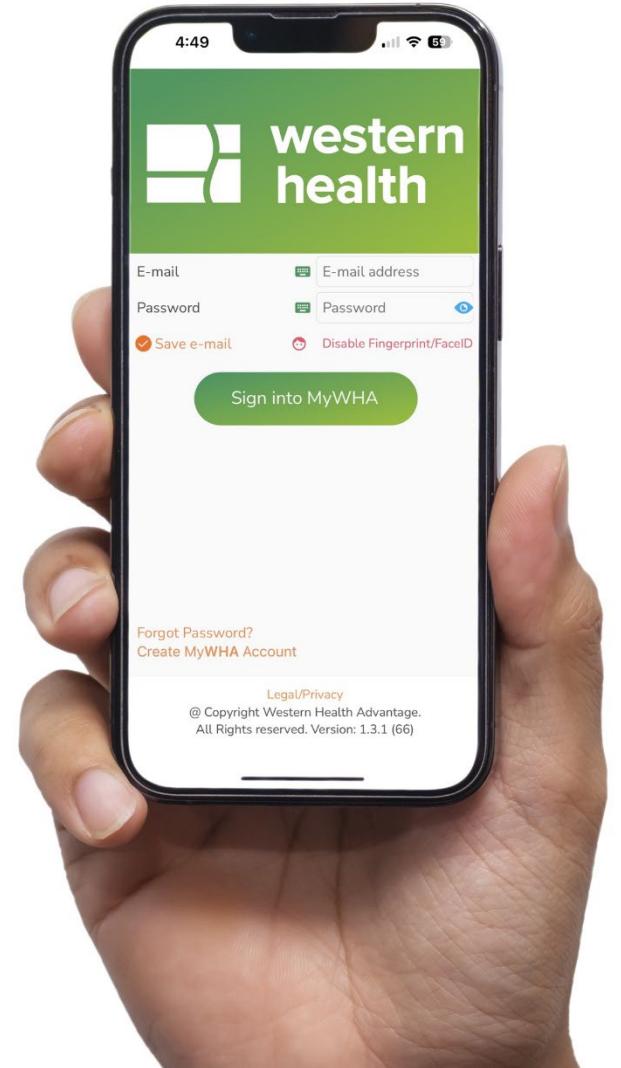 4:49
59
western
health
E-mail
E-mail address
Password
Password
Save e-mail
Disable Fingerprint/FaceID
Sign into MyWHA
Forgot Password?
Create MyWHA Account
Legal/Privacy
@ Copyright Western Health Advantage.
All Rights reserved. Version: 1.3.1 (66)